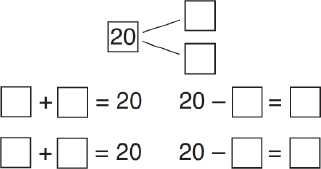 20
□ + □ = 20 20 − □ = □
□ + □ = 20 20 − □ = □